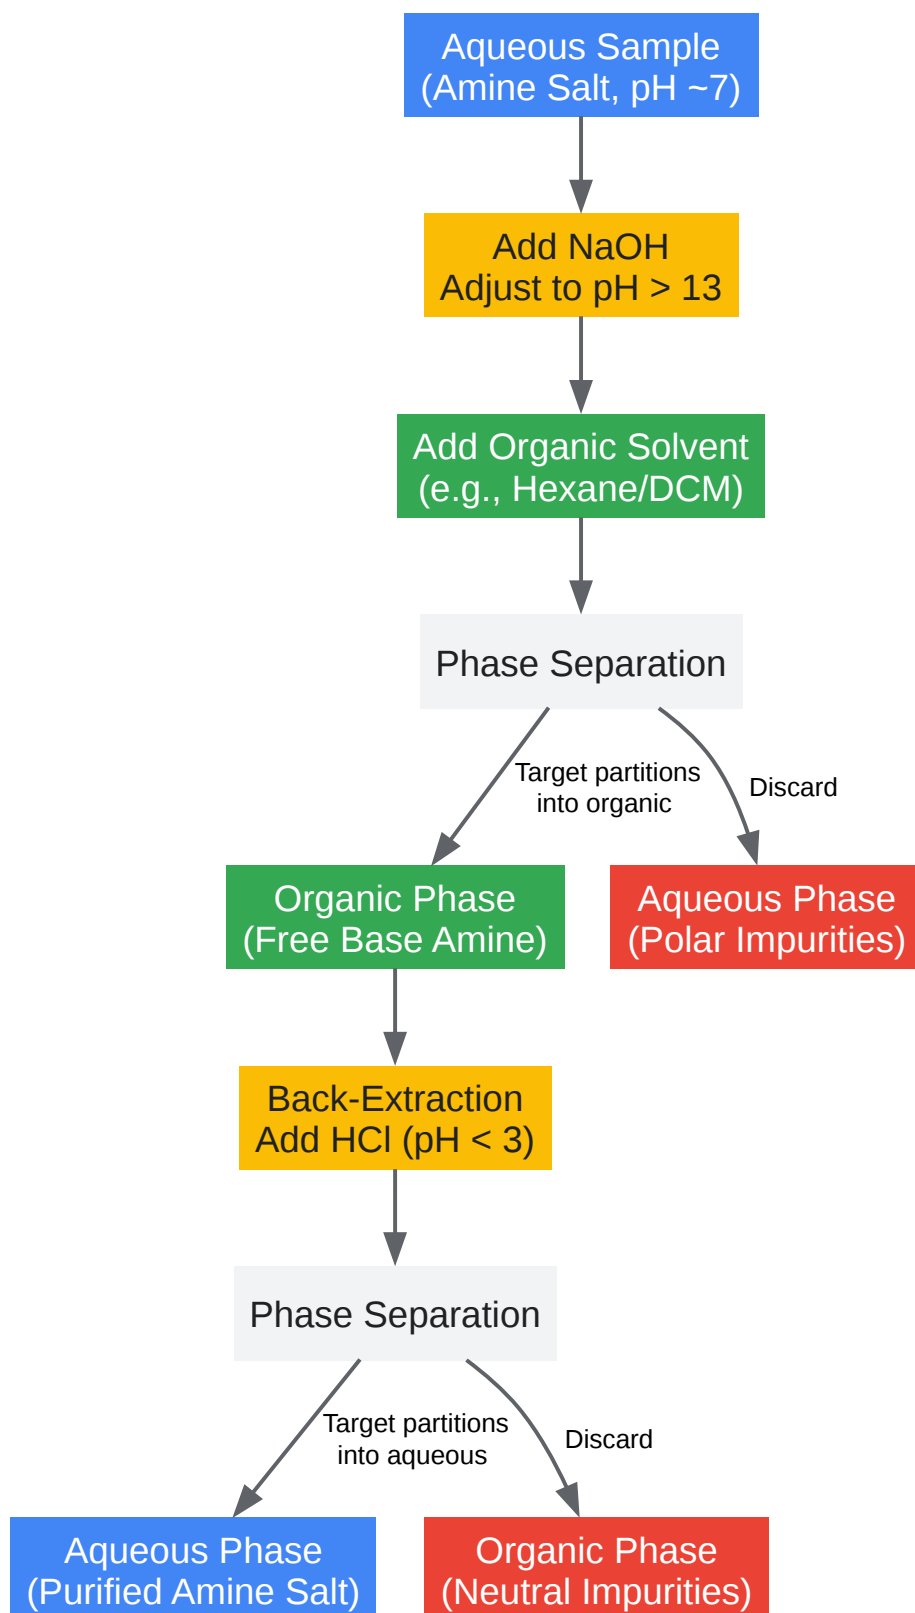 Aqueous Sample
(Amine Salt, pH ~7)
Add NaOH
Adjust to pH > 13
Add Organic Solvent
(e.g., Hexane/DCM)
Phase Separation
Target partitions
into organic
Discard
Organic Phase
(Free Base Amine)
Aqueous Phase
(Polar Impurities)
Back-Extraction
Add HCl (pH < 3)
Phase Separation
Target partitions
into aqueous
Discard
Aqueous Phase
(Purified Amine Salt)
Organic Phase
(Neutral Impurities)